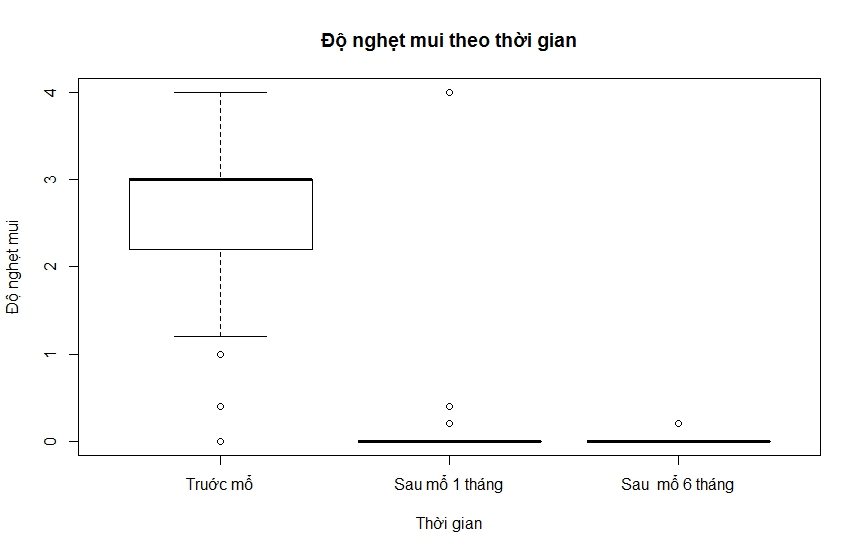 Độ nghẹt mui theo thời gian
Độ nghẹt mui
4
3
2
1
0
Trước mổ
Sau mổ 1 tháng
Sau mổ 6 tháng
Thời gian